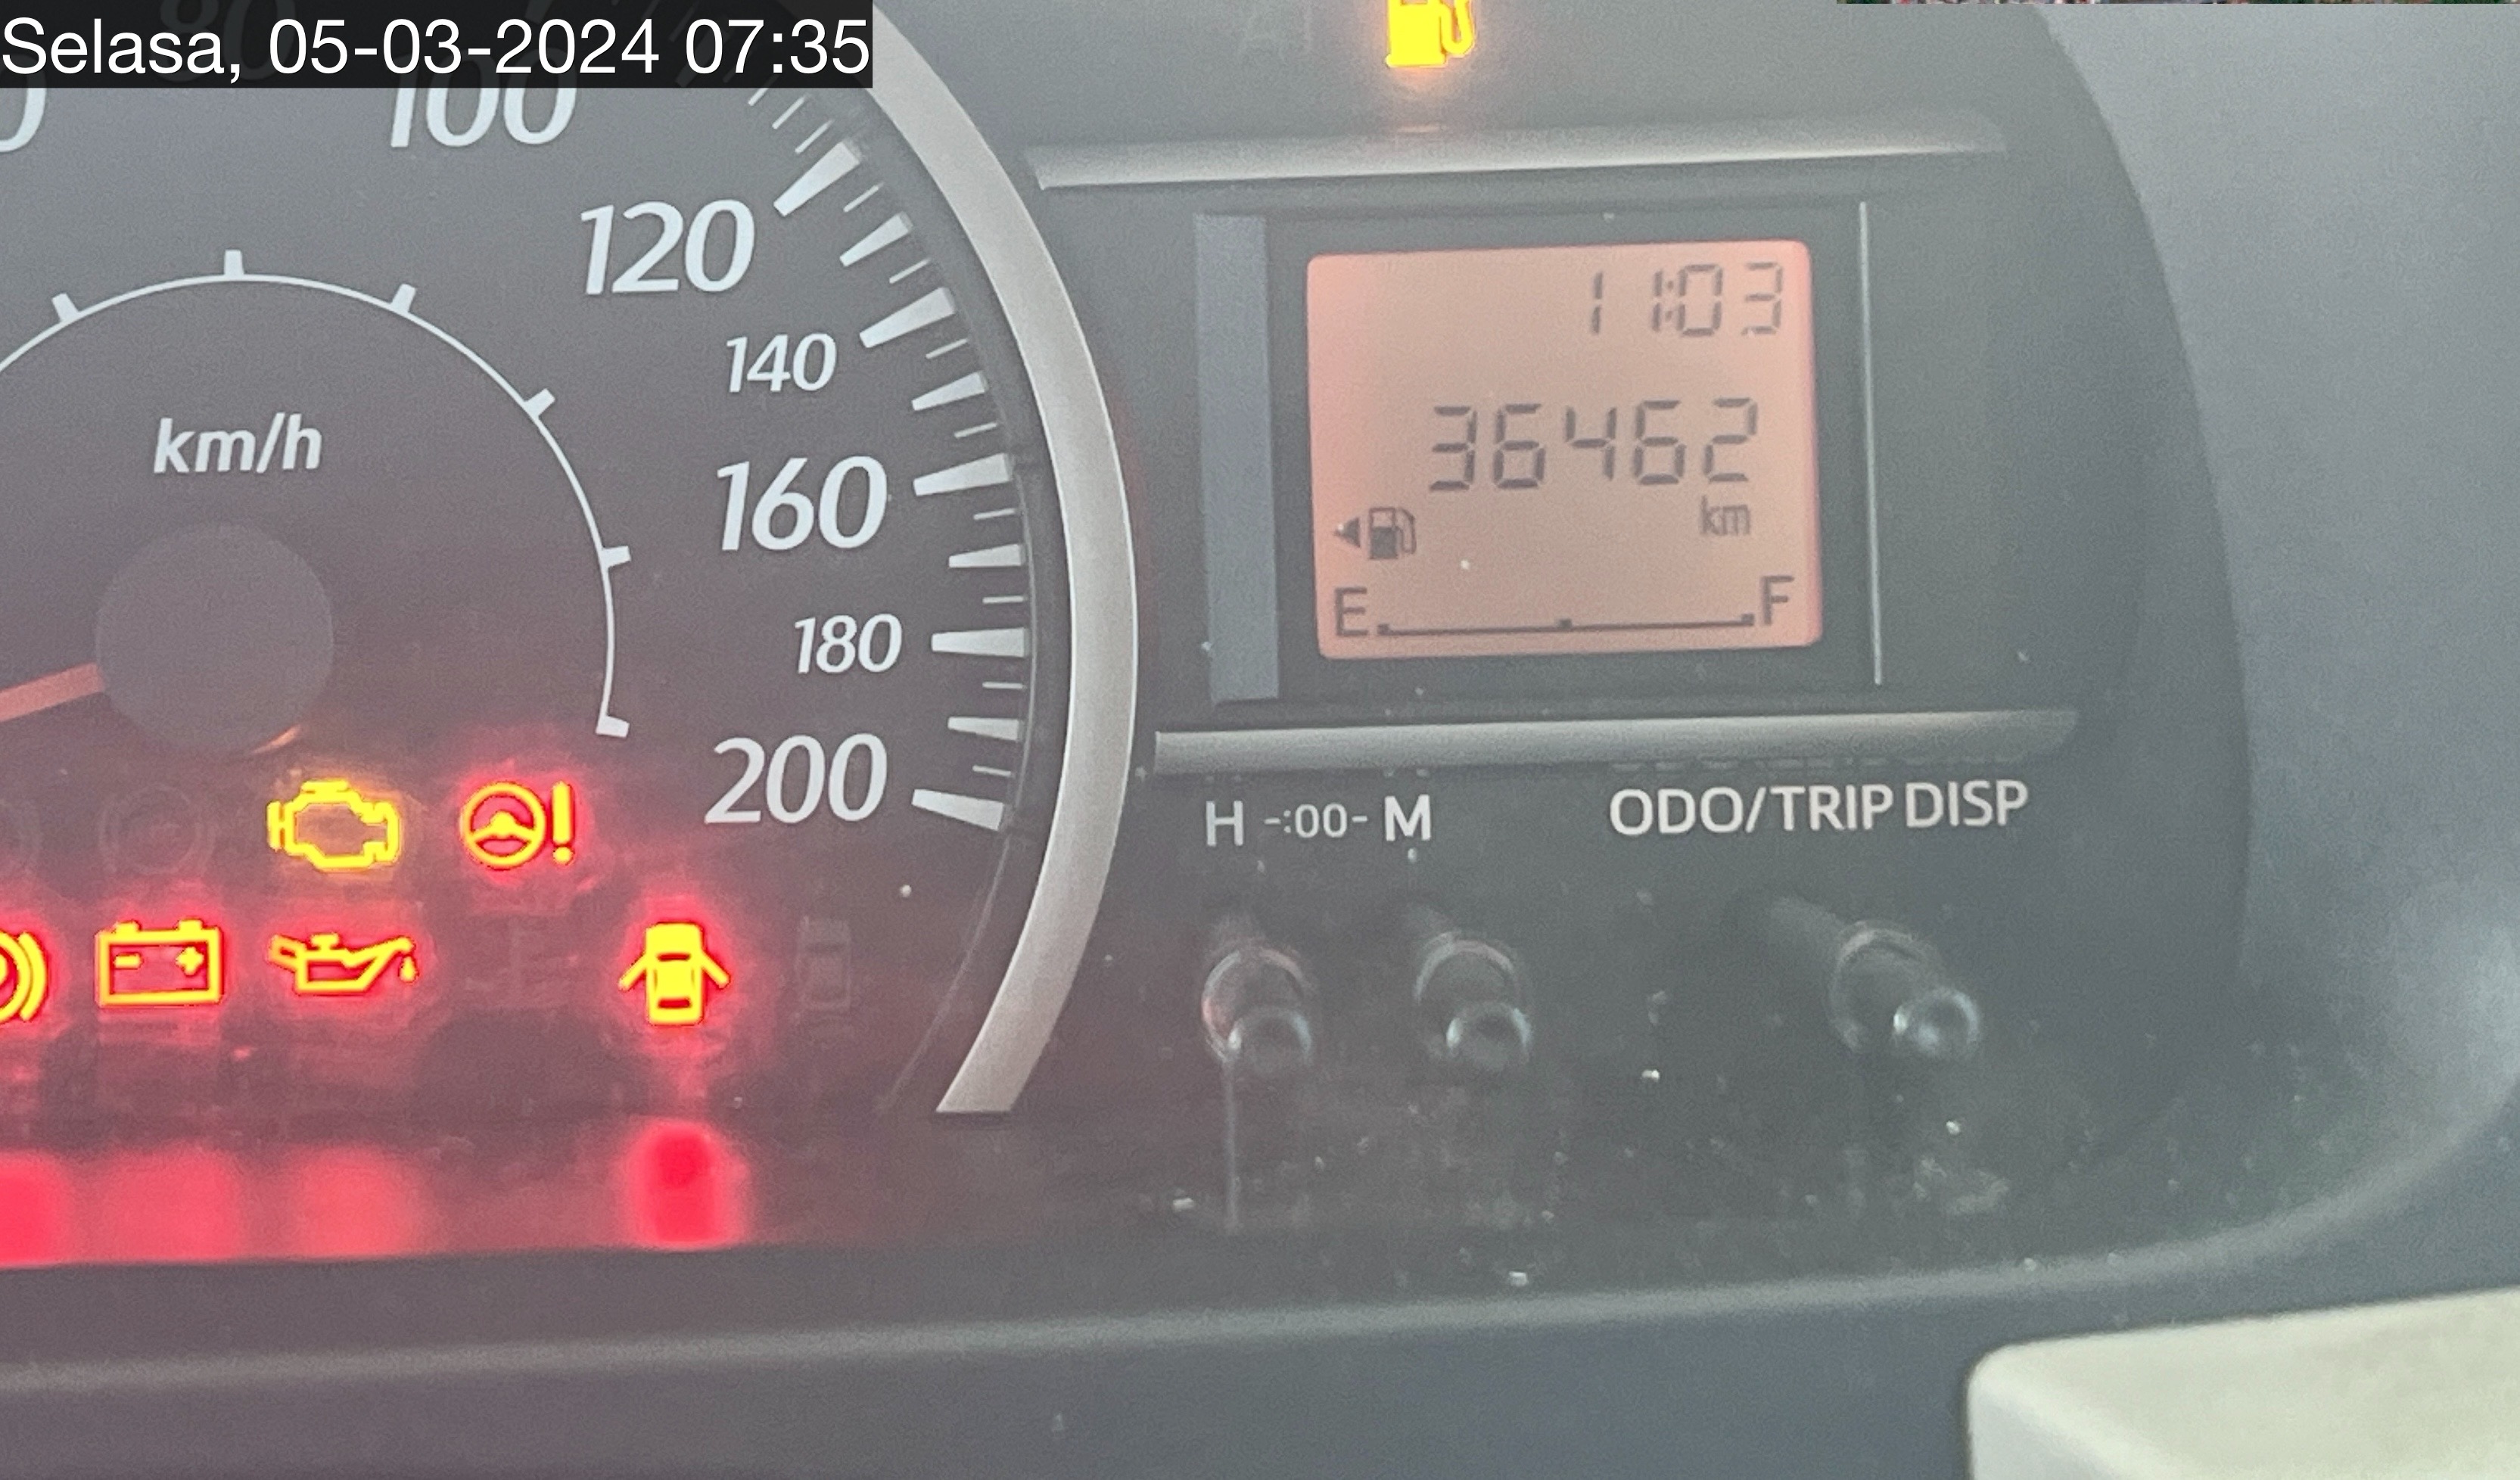 Selasa, 05-03-2024 07:35
100
120
140
160
180
200
km/h
11:03
36462
km
E F
H -:00- M
ODO/TRIP DISP